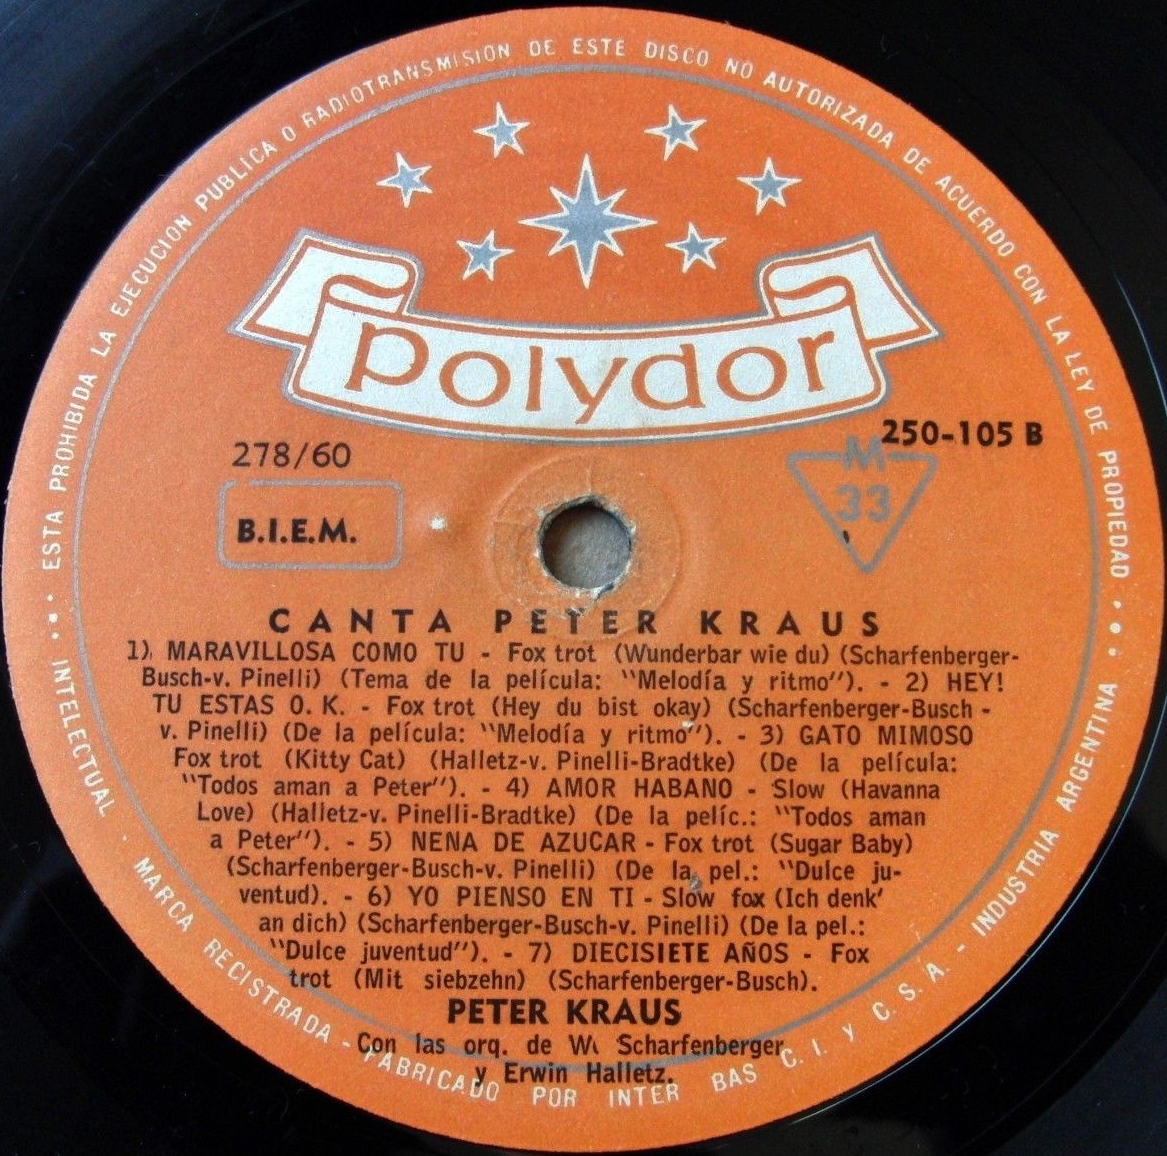 ESTA PROHIBIDA LA EJECUCION PUBLICA O RADIOTRANSMISION DE ESTE DISCO NO AUTORIZADA DE ACUERDO CON LA LEY DE PROPIEDAD
INTELECTUAL · MARCA REGISTRADA - FABRICADO POR INTER BAS C. I. Y C. S. A. - INDUSTRIA ARGENTINA
polydor
250-105 B
278/60
M
33
B.I.E.M.
CANTA PETER KRAUS
1) MARAVILLOSA COMO TU - Fox trot (Wunderbar wie du) (Scharfenberger-
Busch-v. Pinelli) (Tema de la película: "Melodía y ritmo"). - 2) HEY!
TU ESTAS O. K. - Fox trot (Hey du bist okay) (Scharfenberger-Busch -
v. Pinelli) (De la película: "Melodía y ritmo"). - 3) GATO MIMOSO
Fox trot (Kitty Cat) (Halletz-v. Pinelli-Bradtke) (De la película:
"Todos aman a Peter"). - 4) AMOR HABANO - Slow (Havanna
Love) (Halletz-v. Pinelli-Bradtke) (De la pelíc.: "Todos aman
a Peter"). - 5) NENA DE AZUCAR - Fox trot (Sugar Baby)
(Scharfenberger-Busch-v. Pinelli) (De la pel.: "Dulce ju-
ventud). - 6) YO PIENSO EN TI - Slow fox (Ich denk'
an dich) (Scharfenberger-Busch-v. Pinelli) (De la pel.:
"Dulce juventud"). - 7) DIECISIETE AÑOS - Fox
trot (Mit siebzehn) (Scharfenberger-Busch).
PETER KRAUS
Con las orq. de W. Scharfenberger
y Erwin Halletz.